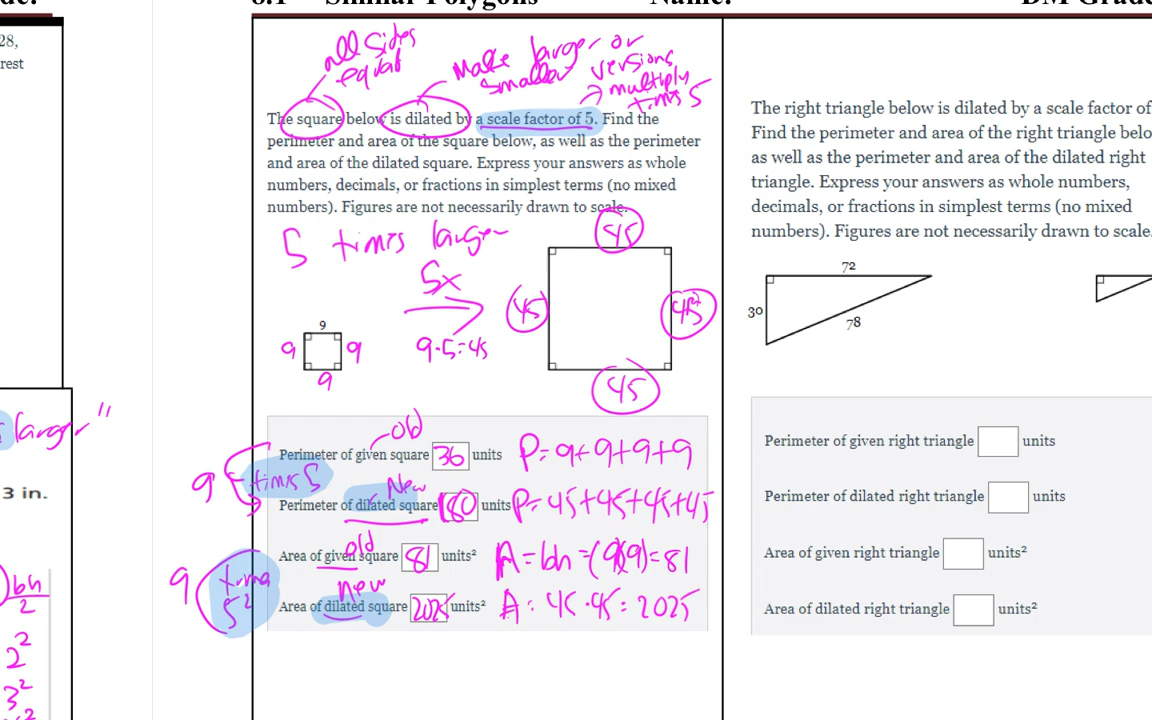 8.1 Similar Polygons Name:
DM Grade
28,
rest
all sides
equal
Make larger or
smaller versions
multiply
times 5
The square below is dilated by a scale factor of 5. Find the
perimeter and area of the square below, as well as the perimeter
and area of the dilated square. Express your answers as whole
numbers, decimals, or fractions in simplest terms (no mixed
numbers). Figures are not necessarily drawn to scale.
5 times larger
5x
9·5=45
9
9
9
9
45
45
45
45
larger"
3 in.
bh
2
2²
3²
old
Perimeter of given square 36 units P=9+9+9+9
9 times 5
New
Perimeter of dilated square 180 units P=45+45+45+45
old
Area of given square 81 units² A=bh=(9)(9)=81
9 times
5²
new
Area of dilated square 2025 units² A=45·45=2025
The right triangle below is dilated by a scale factor of
Find the perimeter and area of the right triangle belo
as well as the perimeter and area of the dilated right
triangle. Express your answers as whole numbers,
decimals, or fractions in simplest terms (no mixed
numbers). Figures are not necessarily drawn to scale.
72
30
78
Perimeter of given right triangle units
Perimeter of dilated right triangle units
Area of given right triangle units²
Area of dilated right triangle units²